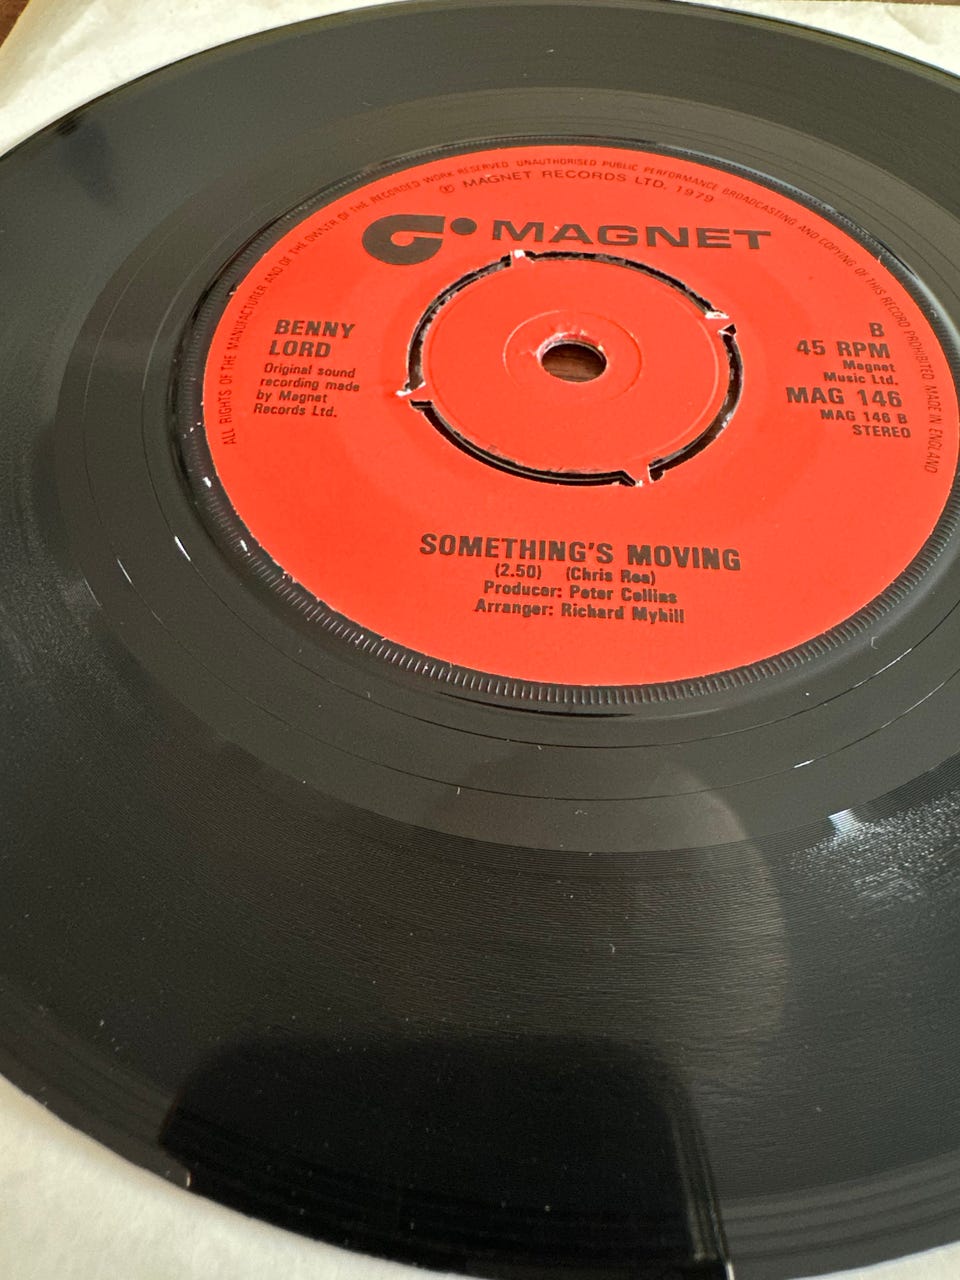 ALL RIGHTS OF THE MANUFACTURER AND OF THE OWNER OF THE RECORDED WORK RESERVED. UNAUTHORISED PUBLIC PERFORMANCE BROADCASTING AND COPYING OF THIS RECORD PROHIBITED. MADE IN ENGLAND
℗ MAGNET RECORDS LTD. 1979
MAGNET
BENNY
LORD
Original sound
recording made
by Magnet
Records Ltd.
B
45 RPM
Magnet
Music Ltd.
MAG 146
MAG 146 B
STEREO
SOMETHING'S MOVING
(2.50) (Chris Rea)
Producer: Peter Collins
Arranger: Richard Myhill